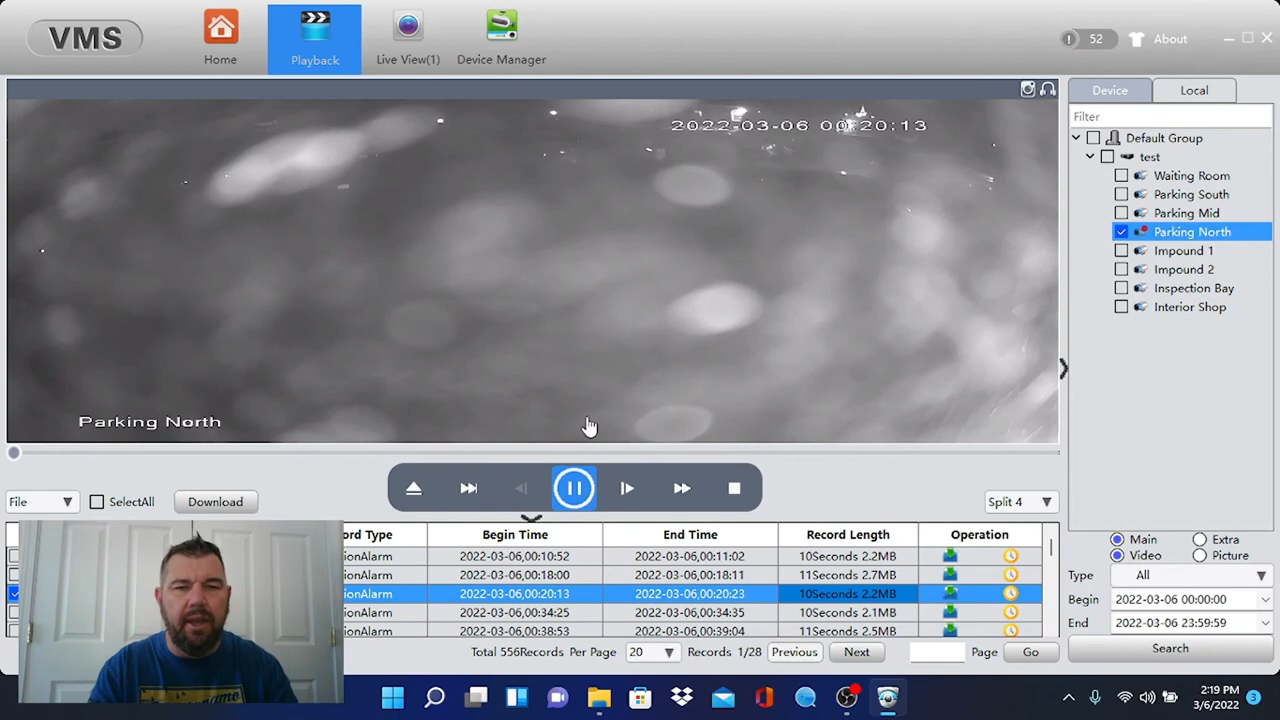 VMS
Home
Playback
Live View(1)
Device Manager
52
About
2022-03-06 00:20:13
Parking North
Device
Local
Filter
Default Group
test
Waiting Room
Parking South
Parking Mid
Parking North
Impound 1
Impound 2
Inspection Bay
Interior Shop
File
SelectAll
Download
Split 4
ord Type Begin Time End Time Record Length Operation
ionAlarm 2022-03-06,00:10:52 2022-03-06,00:11:02 10Seconds 2.2MB
ionAlarm 2022-03-06,00:18:00 2022-03-06,00:18:11 11Seconds 2.7MB
ionAlarm 2022-03-06,00:20:13 2022-03-06,00:20:23 10Seconds 2.2MB
ionAlarm 2022-03-06,00:34:25 2022-03-06,00:34:35 10Seconds 2.1MB
ionAlarm 2022-03-06,00:38:53 2022-03-06,00:39:04 11Seconds 2.5MB
Total 556Records Per Page 20 Records 1/28 Previous Next Page Go
Main Extra
Video Picture
Type All
Begin 2022-03-06 00:00:00
End 2022-03-06 23:59:59
Search
2:19 PM
3/6/2022
3